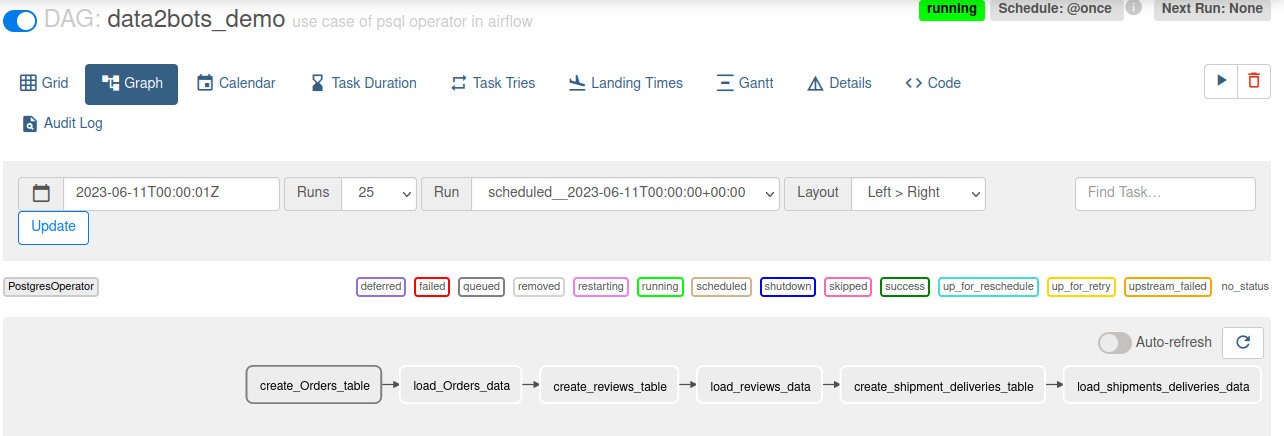 DAG: data2bots_demo use case of psql operator in airflow
running Schedule: @once Next Run: None
Grid Graph Calendar Task Duration Task Tries Landing Times Gantt Details Code
Audit Log
2023-06-11T00:00:01Z Runs 25 Run scheduled__2023-06-11T00:00:00+00:00 Layout Left > Right Find Task...
Update
PostgresOperator deferred failed queued removed restarting running scheduled shutdown skipped success up_for_reschedule up_for_retry upstream_failed no_status
Auto-refresh
create_Orders_table load_Orders_data create_reviews_table load_reviews_data create_shipment_deliveries_table load_shipments_deliveries_data